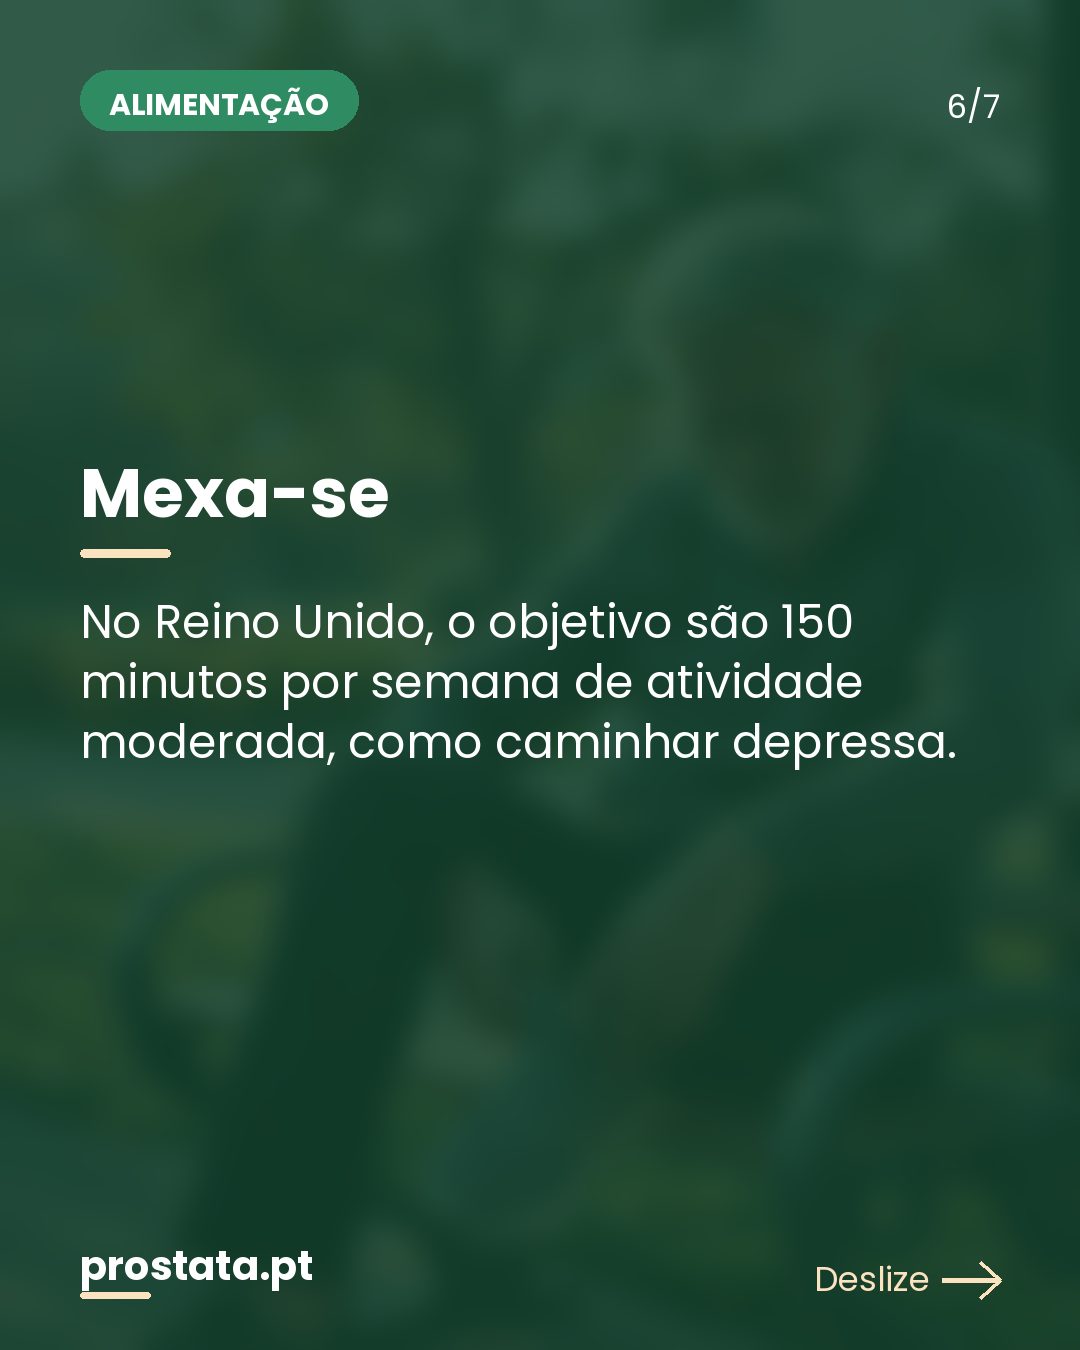 ALIMENTAÇÃO
6/7
Mexa-se
No Reino Unido, o objetivo são 150
minutos por semana de atividade
moderada, como caminhar depressa.
prostata.pt
Deslize